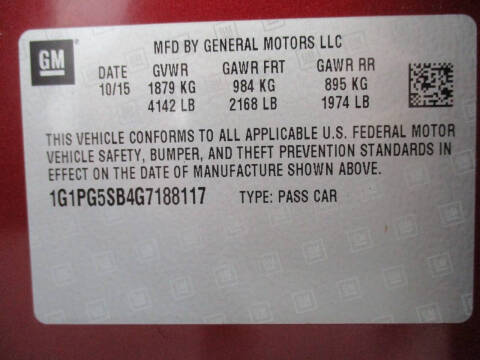 GM
MFD BY GENERAL MOTORS LLC
DATE GVWR GAWR FRT GAWR RR
10/15 1879 KG 984 KG 895 KG
4142 LB 2168 LB 1974 LB
THIS VEHICLE CONFORMS TO ALL APPLICABLE U.S. FEDERAL MOTOR
VEHICLE SAFETY, BUMPER, AND THEFT PREVENTION STANDARDS IN
EFFECT ON THE DATE OF MANUFACTURE SHOWN ABOVE.
1G1PG5SB4G7188117 TYPE: PASS CAR